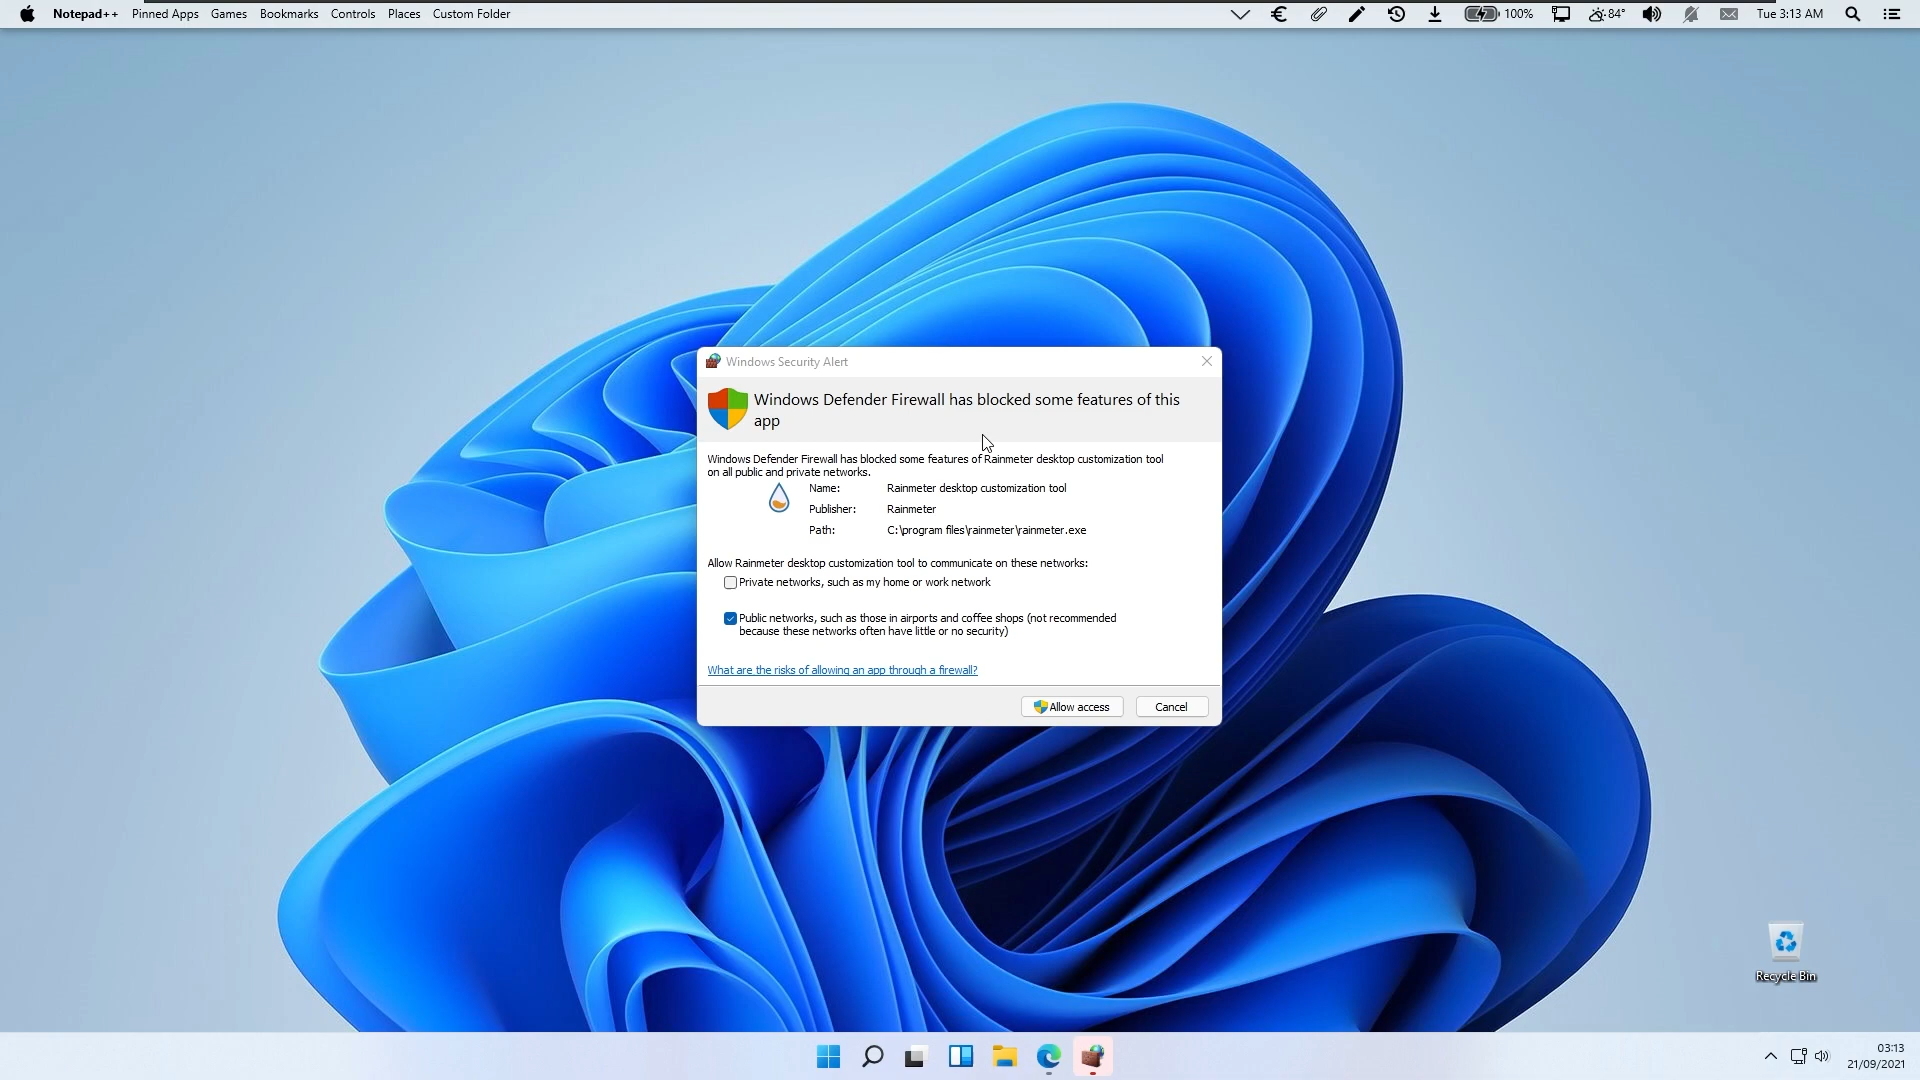 Notepad++ Pinned Apps Games Bookmarks Controls Places Custom Folder 100% 84° Tue 3:13 AM
Windows Security Alert
Windows Defender Firewall has blocked some features of this
app
Windows Defender Firewall has blocked some features of Rainmeter desktop customization tool
on all public and private networks.
Name: Rainmeter desktop customization tool
Publisher: Rainmeter
Path: C:\program files\rainmeter\rainmeter.exe
Allow Rainmeter desktop customization tool to communicate on these networks:
Private networks, such as my home or work network
Public networks, such as those in airports and coffee shops (not recommended
because these networks often have little or no security)
What are the risks of allowing an app through a firewall?
Allow access Cancel
Recycle Bin
03:13
21/09/2021